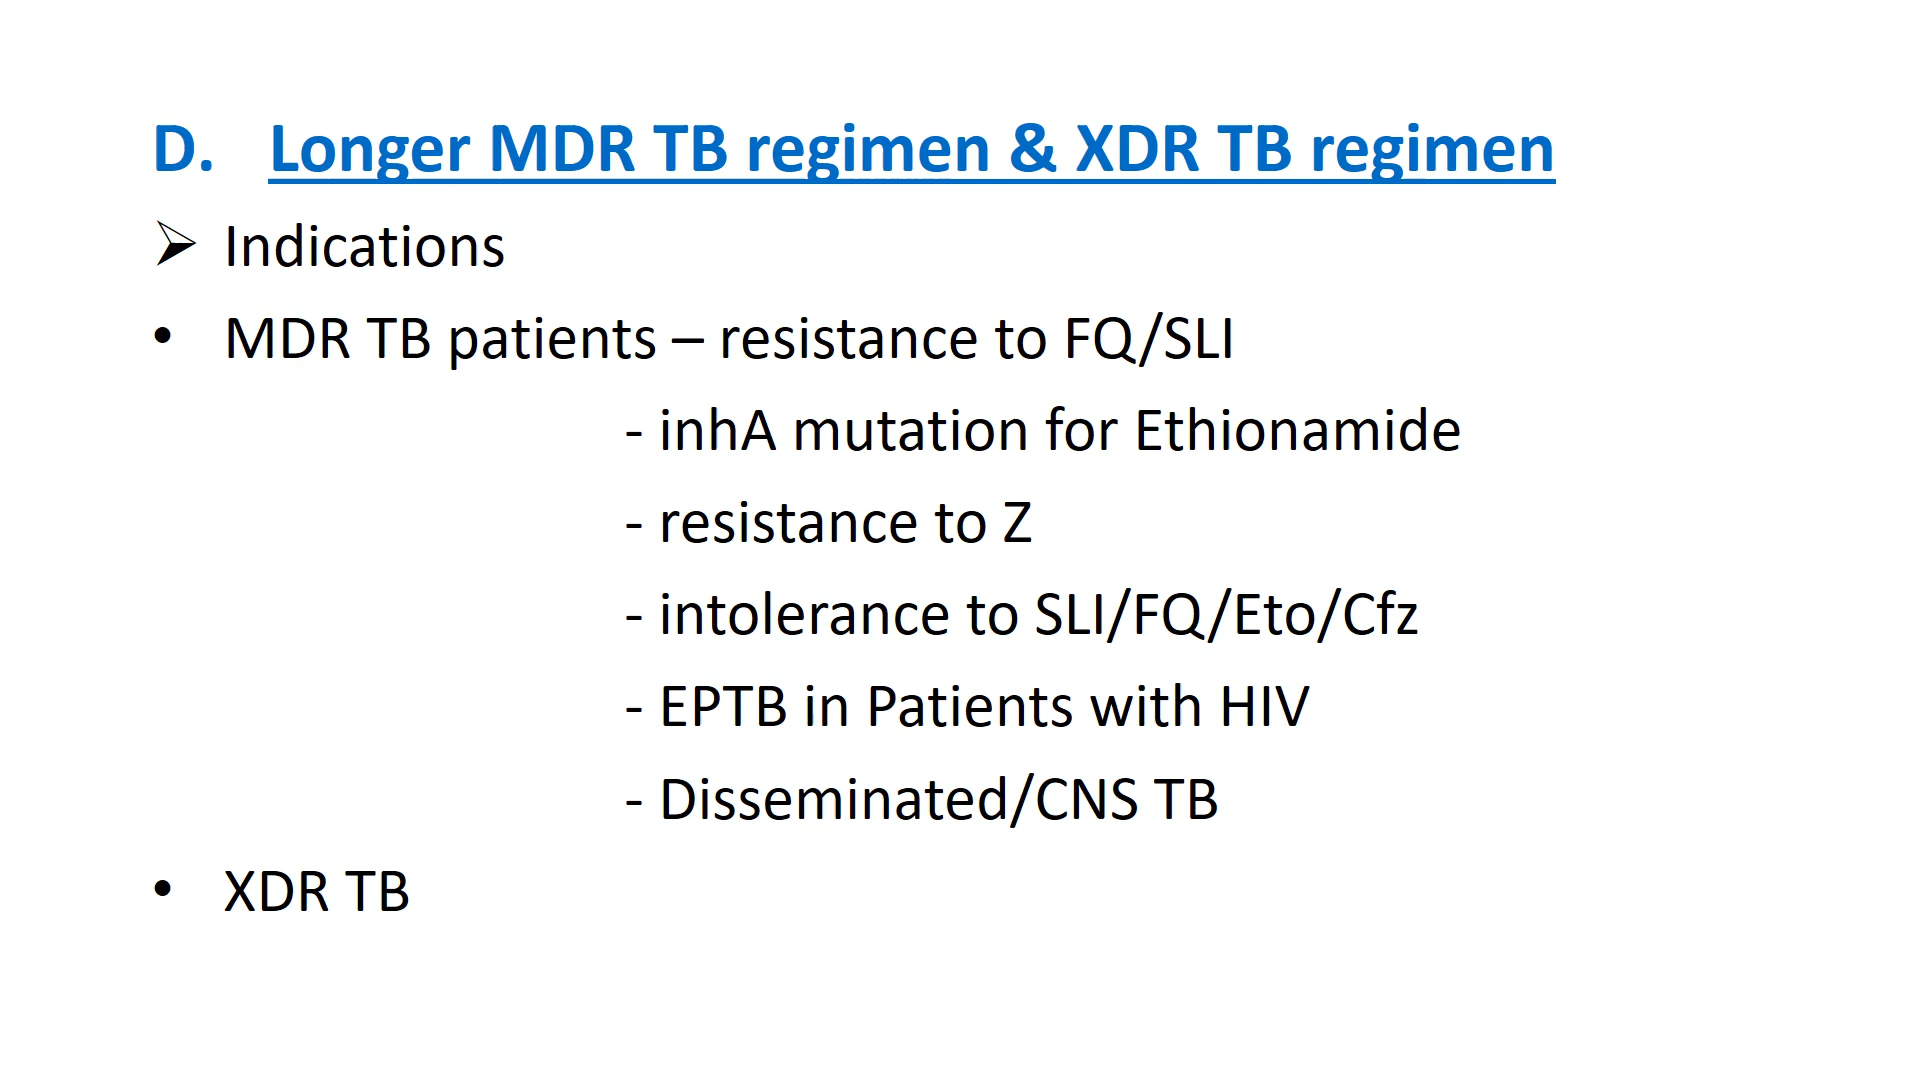 D. Longer MDR TB regimen & XDR TB regimen
➢ Indications
• MDR TB patients – resistance to FQ/SLI
- inhA mutation for Ethionamide
- resistance to Z
- intolerance to SLI/FQ/Eto/Cfz
- EPTB in Patients with HIV
- Disseminated/CNS TB
• XDR TB